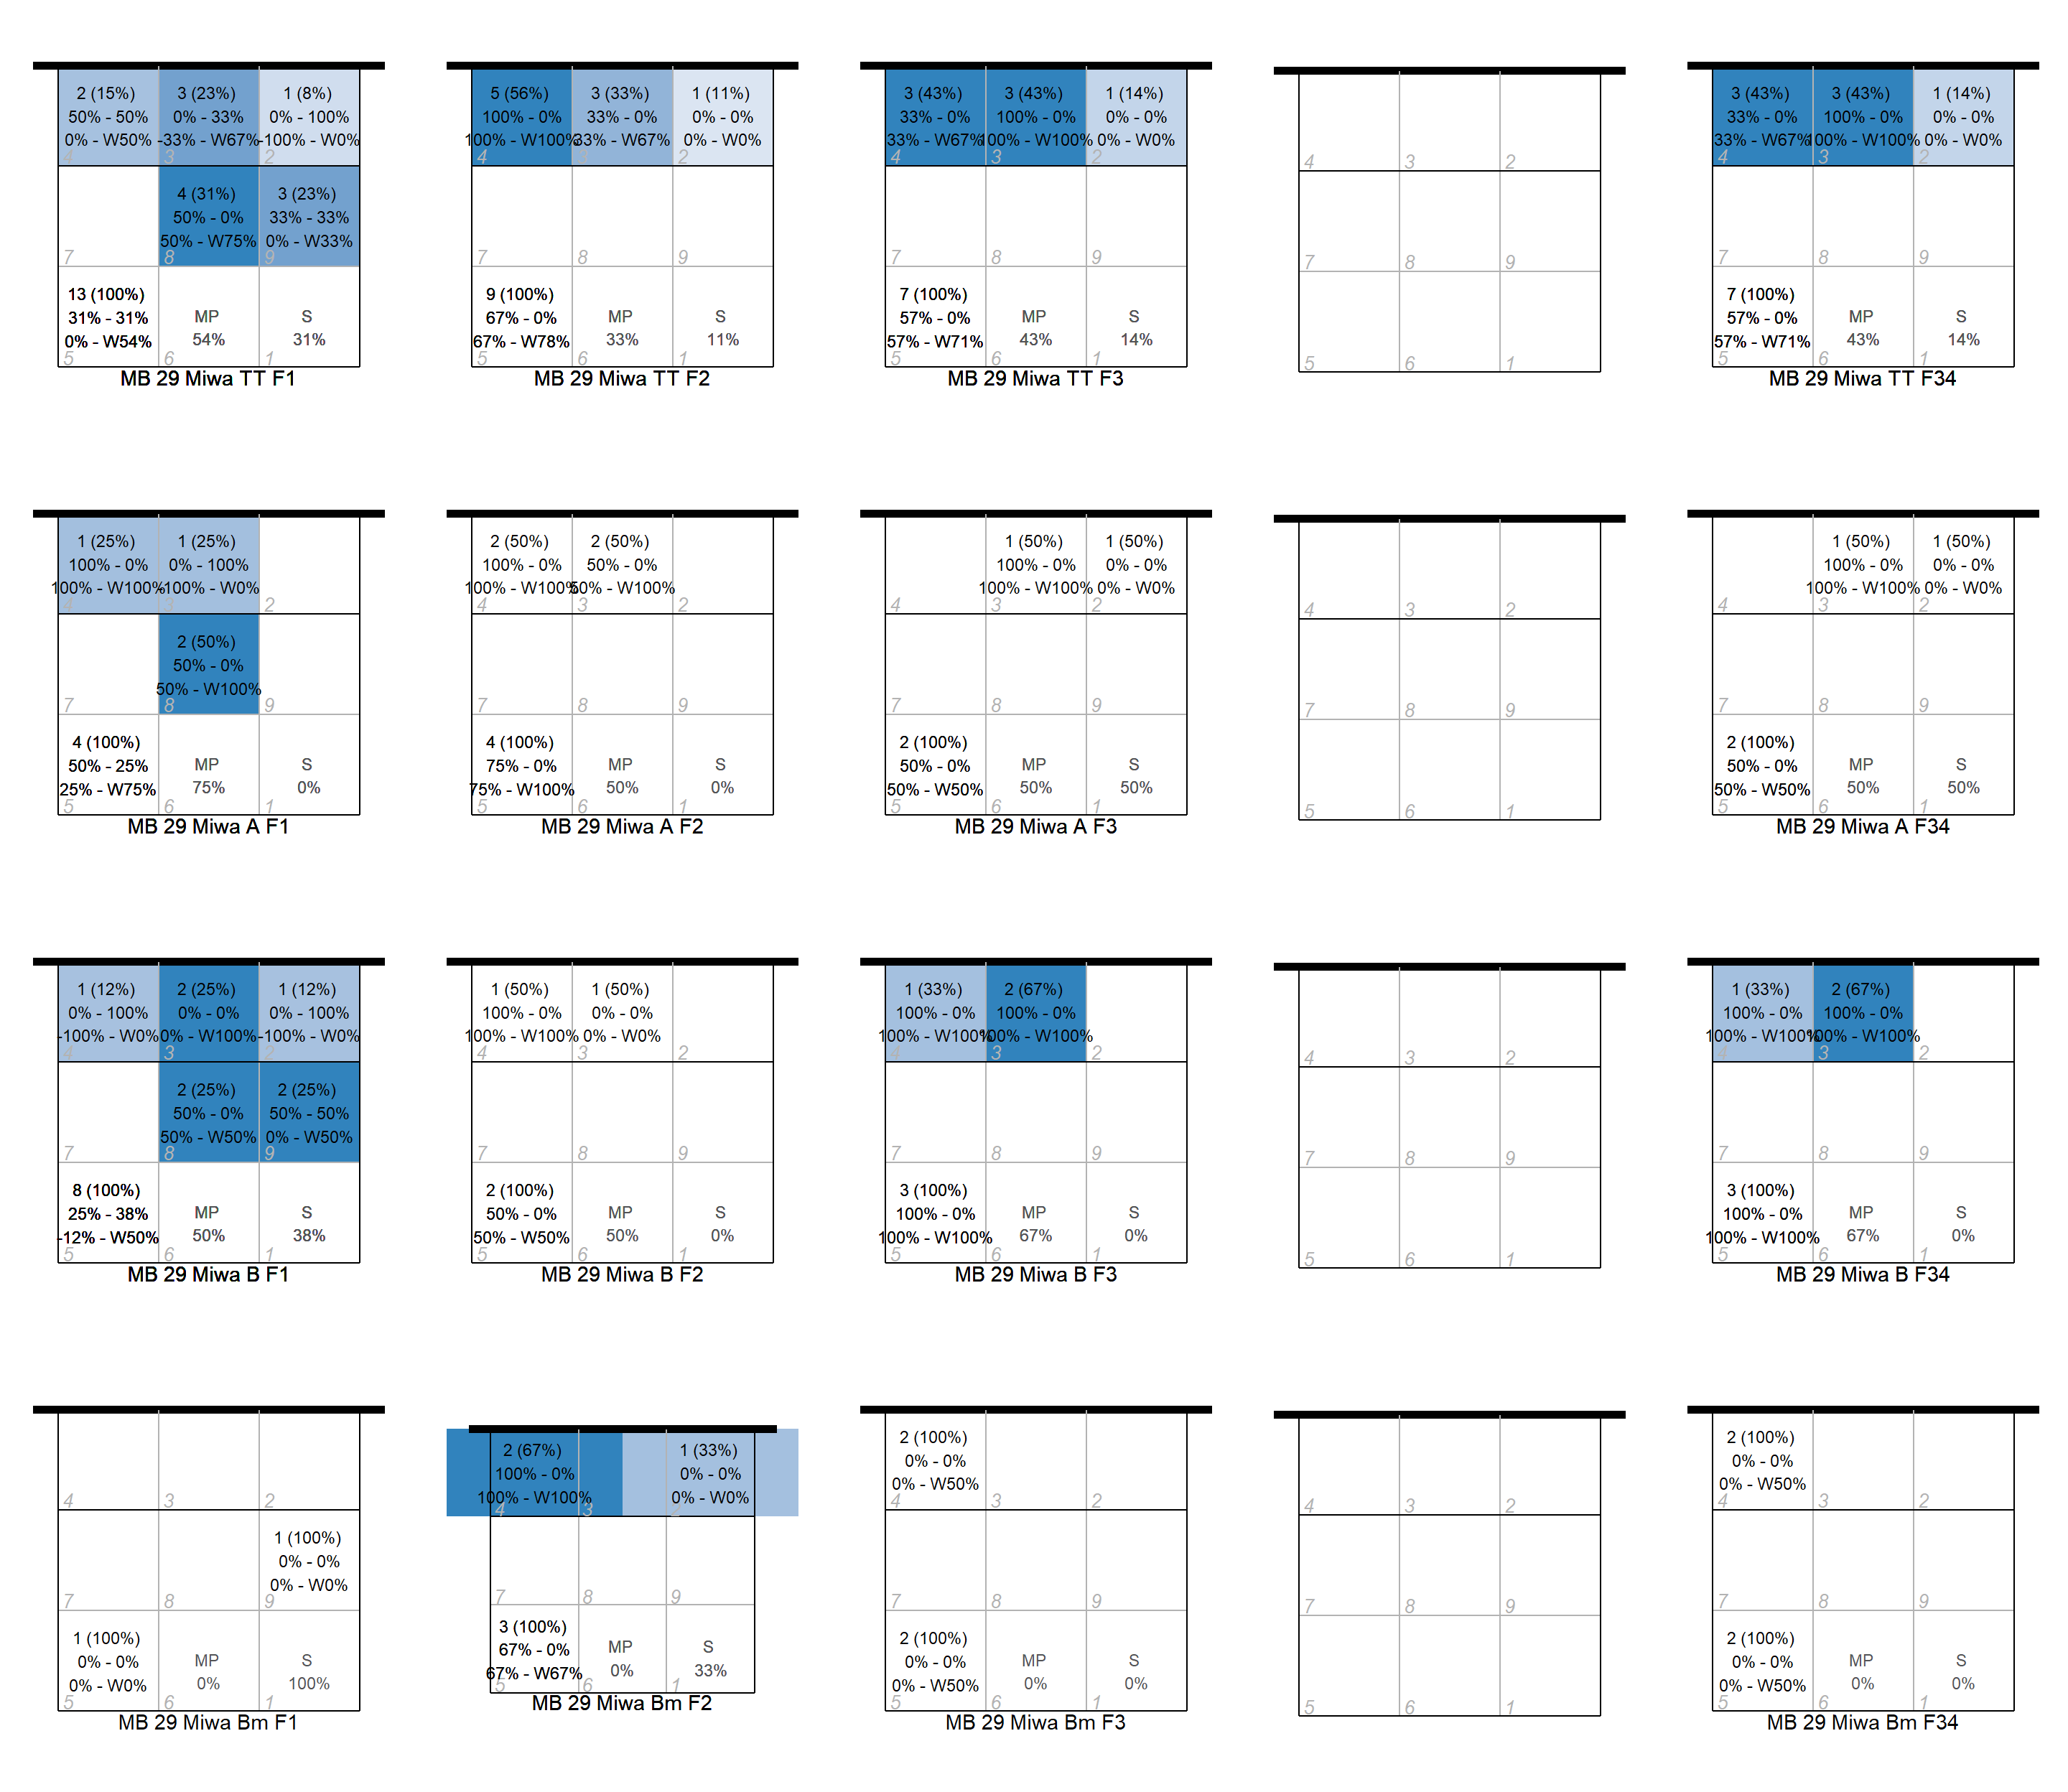 2 (15%)
50% - 50%
0% - W50%
4
3 (23%)
0% - 33%
-33% - W67%
3
1 (8%)
0% - 100%
-100% - W0%
2
7
4 (31%)
50% - 0%
50% - W75%
8
3 (23%)
33% - 33%
0% - W33%
9
13 (100%)
31% - 31%
0% - W54%
5
MP
54%
6
S
31%
1
MB 29 Miwa TT F1
5 (56%)
100% - 0%
100% - W100%
4
3 (33%)
33% - 0%
33% - W67%
3
1 (11%)
0% - 0%
0% - W0%
2
7
8
9
9 (100%)
67% - 0%
67% - W78%
5
MP
33%
6
S
11%
1
MB 29 Miwa TT F2
3 (43%)
33% - 0%
33% - W67%
4
3 (43%)
100% - 0%
100% - W100%
3
1 (14%)
0% - 0%
0% - W0%
2
7
8
9
7 (100%)
57% - 0%
57% - W71%
5
MP
43%
6
S
14%
1
MB 29 Miwa TT F3
4
3
2
7
8
9
5
6
1
3 (43%)
33% - 0%
33% - W67%
4
3 (43%)
100% - 0%
100% - W100%
3
1 (14%)
0% - 0%
0% - W0%
2
7
8
9
7 (100%)
57% - 0%
57% - W71%
5
MP
43%
6
S
14%
1
MB 29 Miwa TT F34
1 (25%)
100% - 0%
100% - W100%
4
1 (25%)
0% - 100%
-100% - W0%
3
2
7
2 (50%)
50% - 0%
50% - W100%
8
9
4 (100%)
50% - 25%
25% - W75%
5
MP
75%
6
S
0%
1
MB 29 Miwa A F1
2 (50%)
100% - 0%
100% - W100%
4
2 (50%)
50% - 0%
50% - W100%
3
2
7
8
9
4 (100%)
75% - 0%
75% - W100%
5
MP
50%
6
S
0%
1
MB 29 Miwa A F2
4
1 (50%)
100% - 0%
100% - W100%
3
1 (50%)
0% - 0%
0% - W0%
2
7
8
9
2 (100%)
50% - 0%
50% - W50%
5
MP
50%
6
S
50%
1
MB 29 Miwa A F3
4
3
2
7
8
9
5
6
1
4
1 (50%)
100% - 0%
100% - W100%
3
1 (50%)
0% - 0%
0% - W0%
2
7
8
9
2 (100%)
50% - 0%
50% - W50%
5
MP
50%
6
S
50%
1
MB 29 Miwa A F34
1 (12%)
0% - 100%
-100% - W0%
4
2 (25%)
0% - 0%
0% - W100%
3
1 (12%)
0% - 100%
-100% - W0%
2
7
2 (25%)
50% - 0%
50% - W50%
8
2 (25%)
50% - 50%
0% - W50%
9
8 (100%)
25% - 38%
-12% - W50%
5
MP
50%
6
S
38%
1
MB 29 Miwa B F1
1 (50%)
100% - 0%
100% - W100%
4
1 (50%)
0% - 0%
0% - W0%
3
2
7
8
9
2 (100%)
50% - 0%
50% - W50%
5
MP
50%
6
S
0%
1
MB 29 Miwa B F2
1 (33%)
100% - 0%
100% - W100%
4
2 (67%)
100% - 0%
100% - W100%
3
2
7
8
9
3 (100%)
100% - 0%
100% - W100%
5
MP
67%
6
S
0%
1
MB 29 Miwa B F3
4
3
2
7
8
9
5
6
1
1 (33%)
100% - 0%
100% - W100%
4
2 (67%)
100% - 0%
100% - W100%
3
2
7
8
9
3 (100%)
100% - 0%
100% - W100%
5
MP
67%
6
S
0%
1
MB 29 Miwa B F34
4
3
2
7
8
1 (100%)
0% - 0%
0% - W0%
9
1 (100%)
0% - 0%
0% - W0%
5
MP
0%
6
S
100%
1
MB 29 Miwa Bm F1
2 (67%)
100% - 0%
100% - W100%
4
3
1 (33%)
0% - 0%
0% - W0%
2
7
8
9
3 (100%)
67% - 0%
67% - W67%
5
MP
0%
6
S
33%
1
MB 29 Miwa Bm F2
2 (100%)
0% - 0%
0% - W50%
4
3
2
7
8
9
2 (100%)
0% - 0%
0% - W50%
5
MP
0%
6
S
0%
1
MB 29 Miwa Bm F3
4
3
2
7
8
9
5
6
1
2 (100%)
0% - 0%
0% - W50%
4
3
2
7
8
9
2 (100%)
0% - 0%
0% - W50%
5
MP
0%
6
S
0%
1
MB 29 Miwa Bm F34